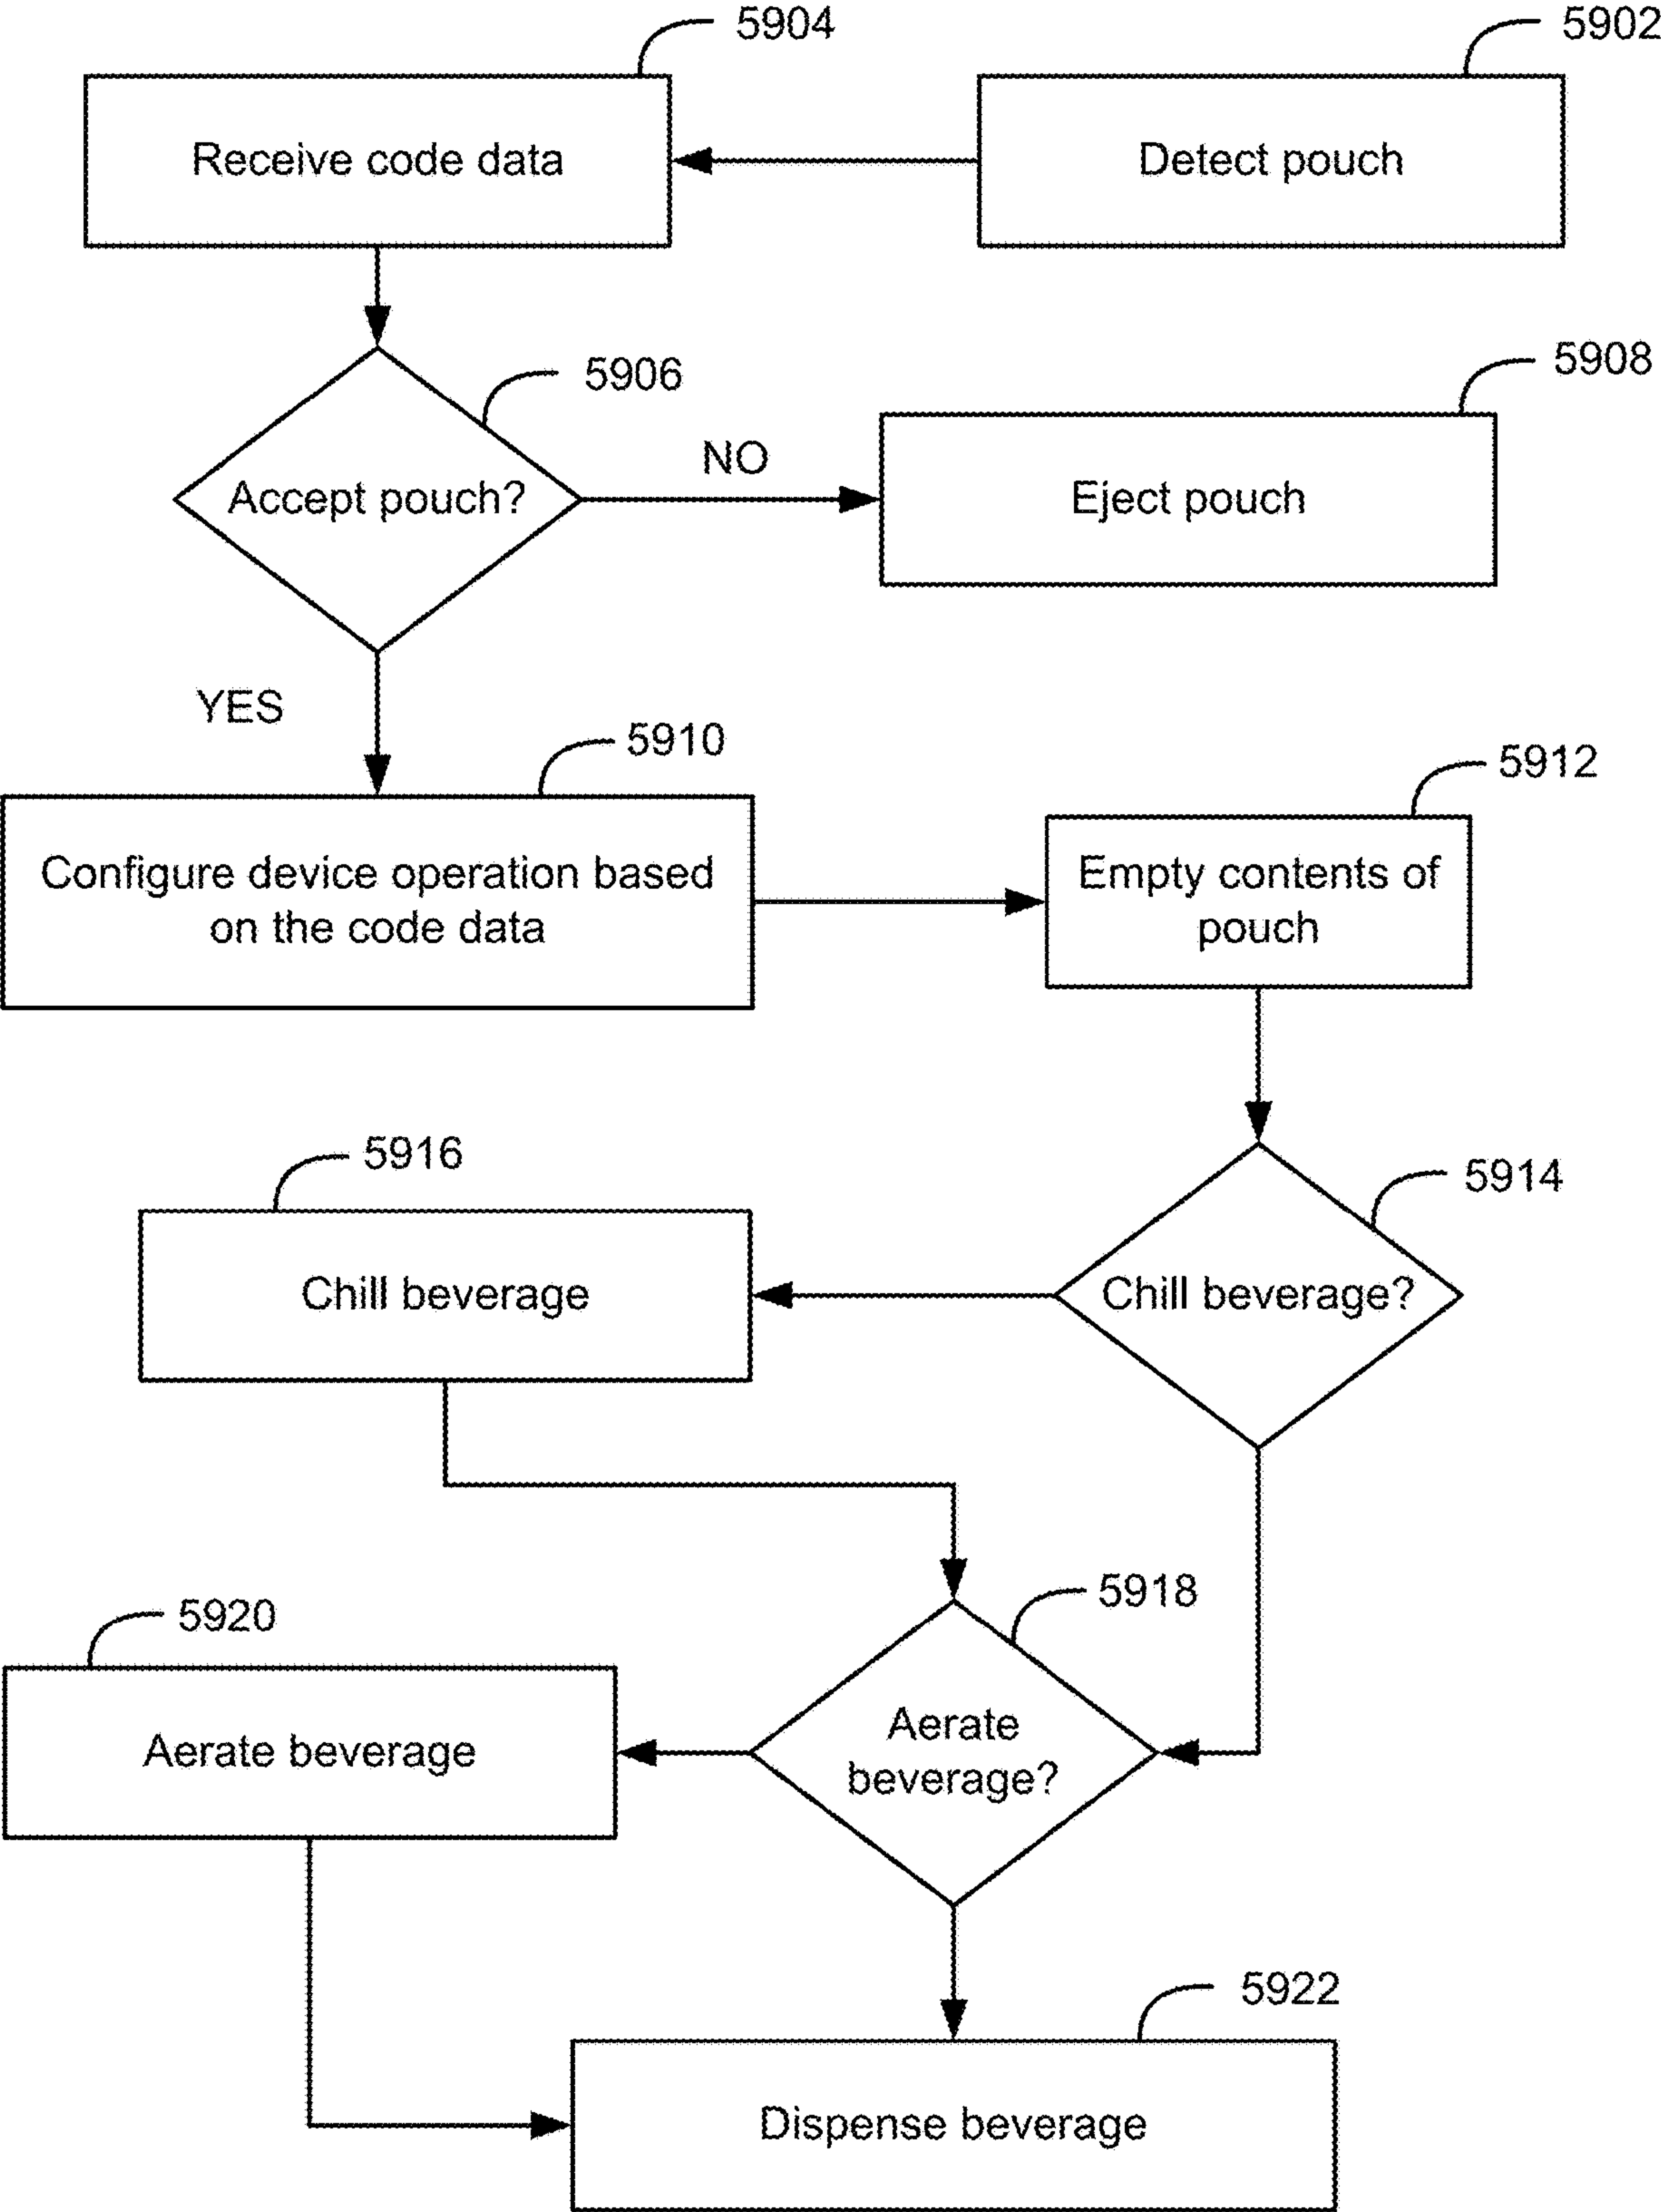 5904
5902
Receive code data
Detect pouch
5906
5908
Accept pouch?
NO
Eject pouch
YES
5910
5912
Configure device operation based
on the code data
Empty contents of
pouch
5916
5914
Chill beverage
Chill beverage?
5920
5918
Aerate beverage
Aerate
beverage?
5922
Dispense beverage